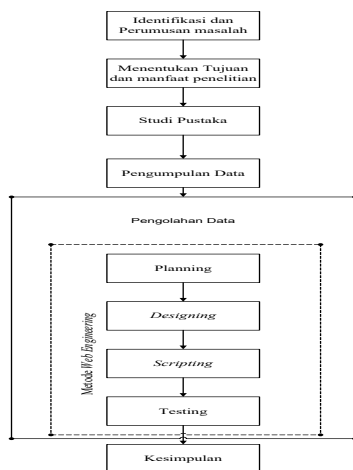 Identifikasi dan
Perumusan masalah
Menentukan Tujuan
dan manfaat penelitian
Studi Pustaka
Pengumpulan Data
Pengolahan Data
Metode Web Engineering
Planning
Designing
Scripting
Testing
Kesimpulan